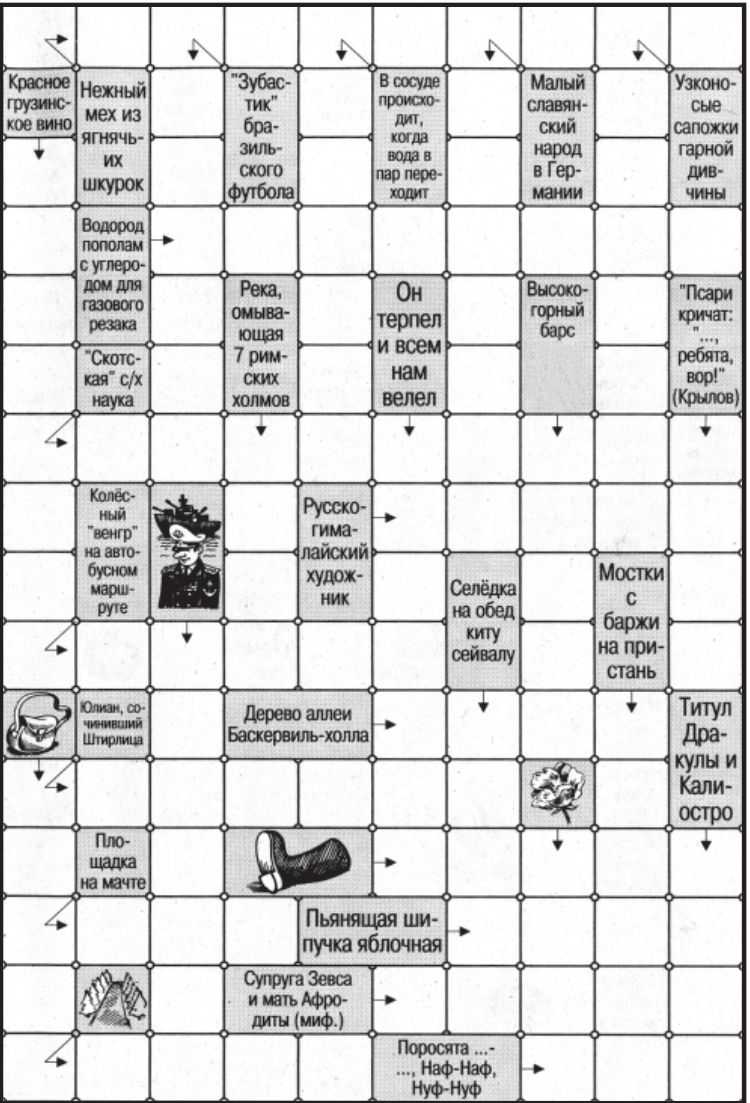 Красное
грузинс-
кое вино
Нежный
мех из
ягнячь-
их
шкурок
"Зубас-
тик"
бра-
зиль-
ского
футбола
В сосуде
происхо-
дит,
когда
вода в
пар пере-
ходит
Малый
славян-
ский
народ
в Гер-
мании
Узконо-
сые
сапожки
гарной
див-
чины
Водород
пополам
с углеро-
дом для
газового
резака
"Скотс-
кая" с/х
наука
Река,
омыва-
ющая
7 рим-
ских
холмов
Он
терпел
и всем
нам
велел
Высоко-
горный
барс
"Псари
кричат:
"...,
ребята,
вор!"
(Крылов)
Колёс-
ный
"венгр"
на авто-
бусном
марш-
руте
Русско-
гима-
лайский
худож-
ник
Селёдка
на обед
киту
сейвалу
Мостки
с
баржи
на при-
стань
Юлиан, со-
чинивший
Штирлица
Дерево аллеи
Баскервиль-холла
Титул
Дра-
кулы и
Кали-
остро
Пло-
щадка
на мачте
Пьянящая ши-
пучка яблочная
Супруга Зевса
и мать Афро-
диты (миф.)
Поросята ...-
..., Наф-Наф,
Нуф-Нуф